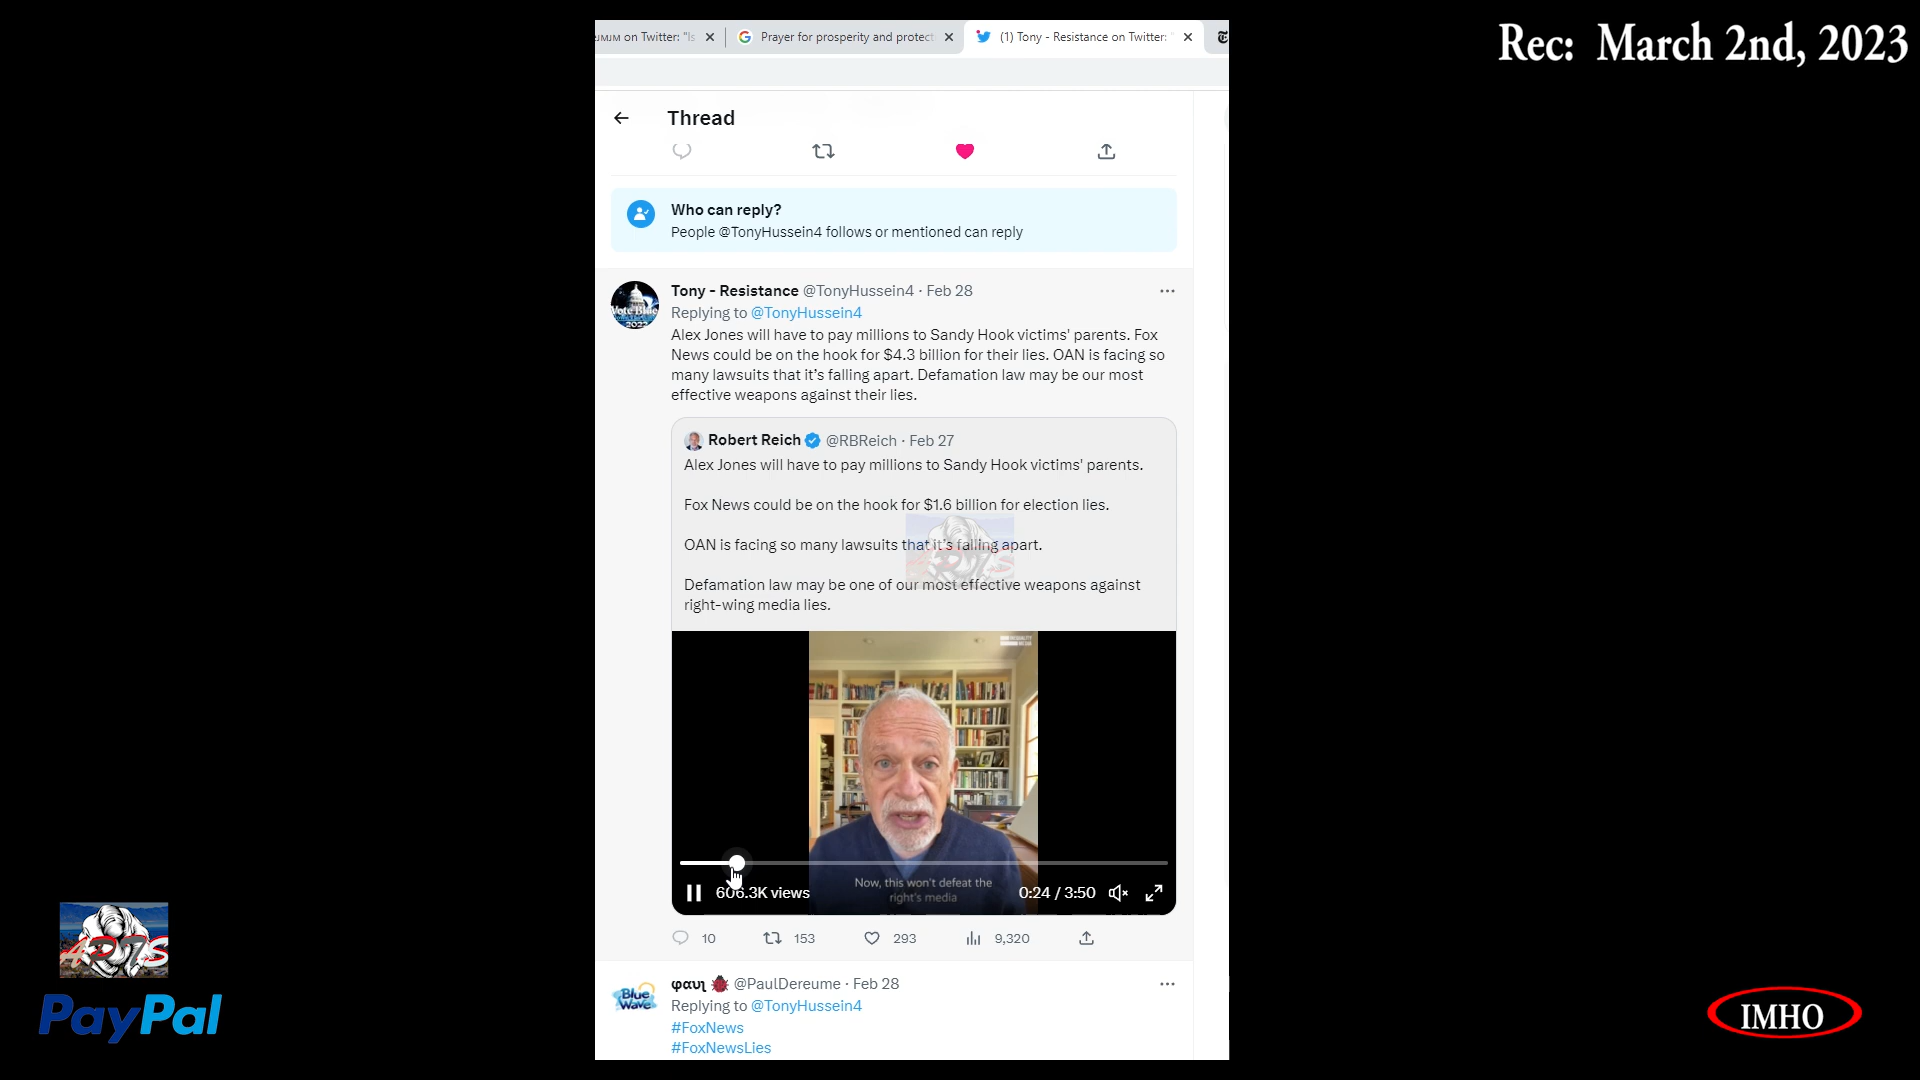 Rec: March 2nd, 2023
on Twitter: "Is
Prayer for prosperity and protect
(1) Tony - Resistance on Twitter: "
Thread
Who can reply?
People @TonyHussein4 follows or mentioned can reply
Tony - Resistance @TonyHussein4 · Feb 28
Replying to @TonyHussein4
Alex Jones will have to pay millions to Sandy Hook victims' parents. Fox
News could be on the hook for $4.3 billion for their lies. OAN is facing so
many lawsuits that it’s falling apart. Defamation law may be our most
effective weapons against their lies.
Vote Blue
2022
Robert Reich @RBReich · Feb 27
Alex Jones will have to pay millions to Sandy Hook victims' parents.
Fox News could be on the hook for $1.6 billion for election lies.
OAN is facing so many lawsuits that it’s falling apart.
Defamation law may be one of our most effective weapons against
right-wing media lies.
Now, this won't defeat the
right's media
606.3K views
0:24 / 3:50
10
153
293
9,320
φαυʅ @PaulDereume · Feb 28
Replying to @TonyHussein4
#FoxNews
#FoxNewsLies
Blue
Wave
PayPal
IMHO